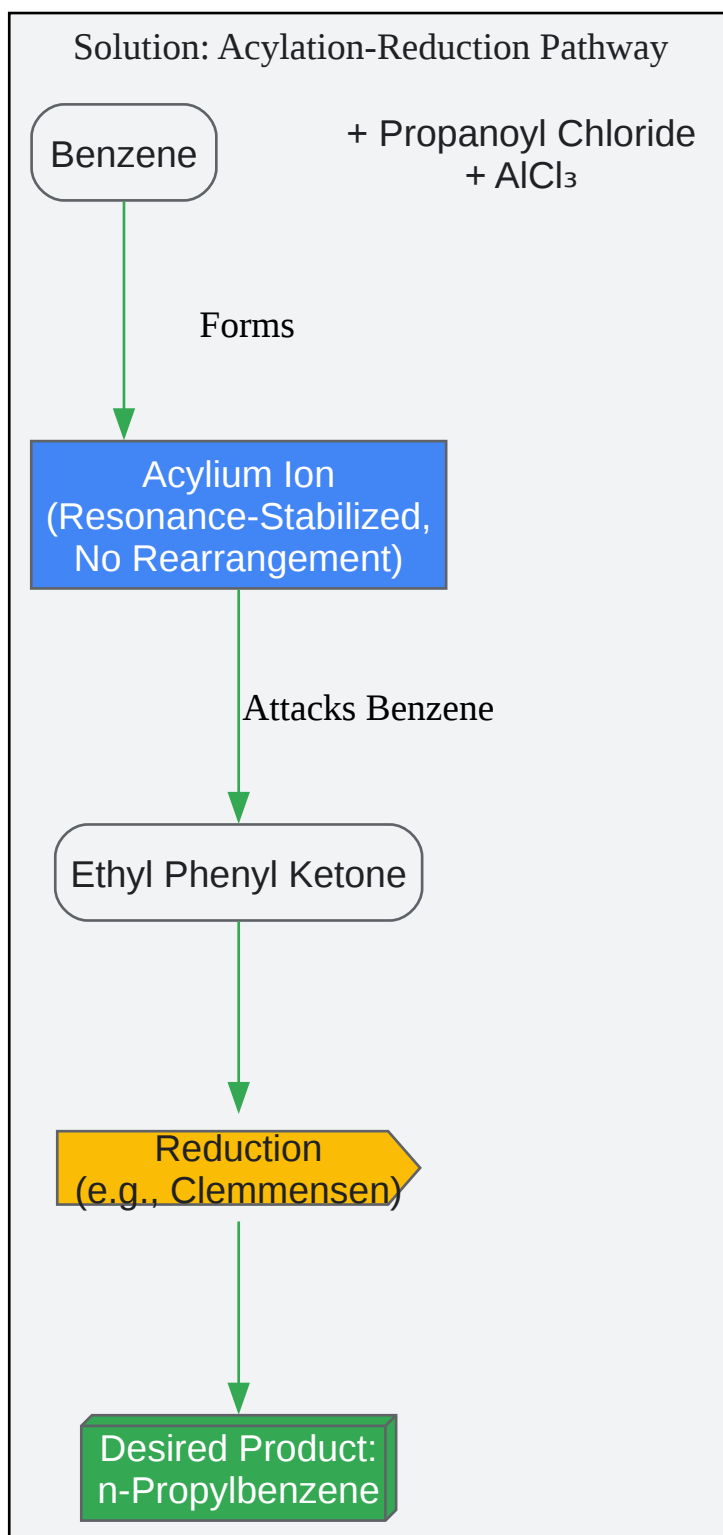 Solution: Acylation-Reduction Pathway
Benzene
+ Propanoyl Chloride
+ AlCl₃
Forms
Acylium Ion
(Resonance-Stabilized,
No Rearrangement)
Attacks Benzene
Ethyl Phenyl Ketone
Reduction
(e.g., Clemmensen)
Desired Product:
n-Propylbenzene